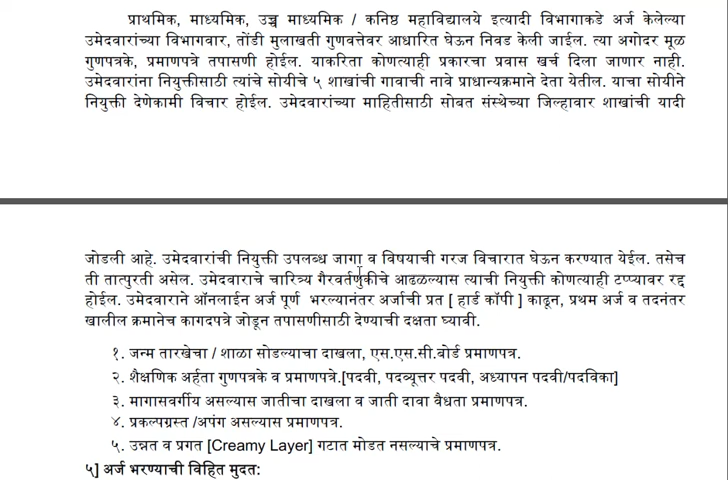 प्राथमिक, माध्यमिक, उच्च माध्यमिक / कनिष्ठ महाविद्यालये इत्यादी विभागाकडे अर्ज केलेल्या
उमेदवारांच्या विभागवार, तोंडी मुलाखती गुणवत्तेवर आधारित घेऊन निवड केली जाईल. त्या अगोदर मूळ
गुणपत्रके, प्रमाणपत्रे तपासणी होईल. याकरिता कोणत्याही प्रकारचा प्रवास खर्च दिला जाणार नाही.
उमेदवारांना नियुक्तीसाठी त्यांचे सोयीचे ५ शाखांची गावाची नावे प्राधान्यक्रमाने देता येतील. याचा सोयीने
नियुक्ती देणेकामी विचार होईल. उमेदवारांच्या माहितीसाठी सोबत संस्थेच्या जिल्हावार शाखांची यादी
जोडली आहे. उमेदवारांची नियुक्ती उपलब्ध जागा व विषयाची गरज विचारात घेऊन करण्यात येईल. तसेच
ती तात्पुरती असेल. उमेदवाराचे चारित्र्य गैरवर्तणुकीचे आढळल्यास त्याची नियुक्ती कोणत्याही टप्प्यावर रद्द
होईल. उमेदवाराने ऑनलाईन अर्ज पूर्ण भरल्यानंतर अर्जाची प्रत [ हार्ड कॉपी ] काढून, प्रथम अर्ज व तदनंतर
खालील क्रमानेच कागदपत्रे जोडून तपासणीसाठी देण्याची दक्षता घ्यावी.
१. जन्म तारखेचा / शाळा सोडल्याचा दाखला, एस.एस.सी.बोर्ड प्रमाणपत्र.
२. शैक्षणिक अर्हता गुणपत्रके व प्रमाणपत्रे.[पदवी, पदव्यूत्तर पदवी, अध्यापन पदवी/पदविका]
३. मागासवर्गीय असल्यास जातीचा दाखला व जाती दावा वैधता प्रमाणपत्र.
४. प्रकल्पग्रस्त /अपंग असल्यास प्रमाणपत्र.
५. उन्नत व प्रगत [Creamy Layer] गटात मोडत नसल्याचे प्रमाणपत्र.
५] अर्ज भरण्याची विहित मुदत: